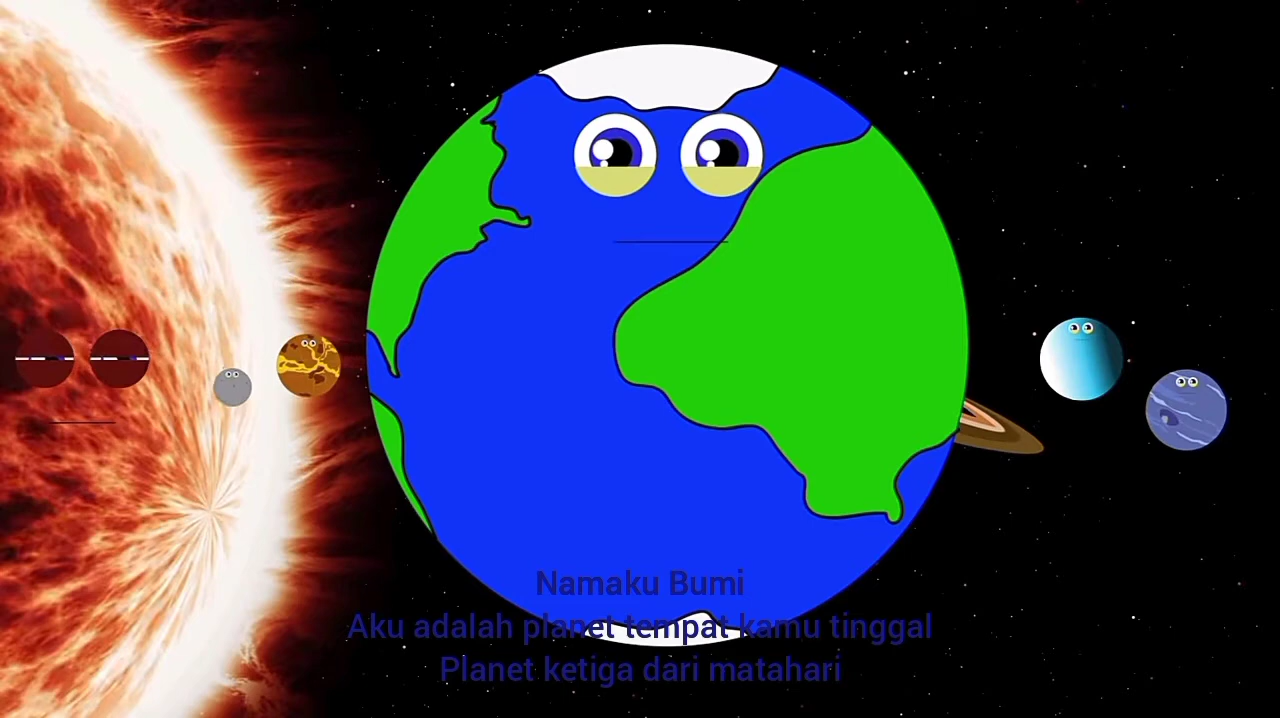 Namaku Bumi
Aku adalah planet tempat kamu tinggal
Planet ketiga dari matahari